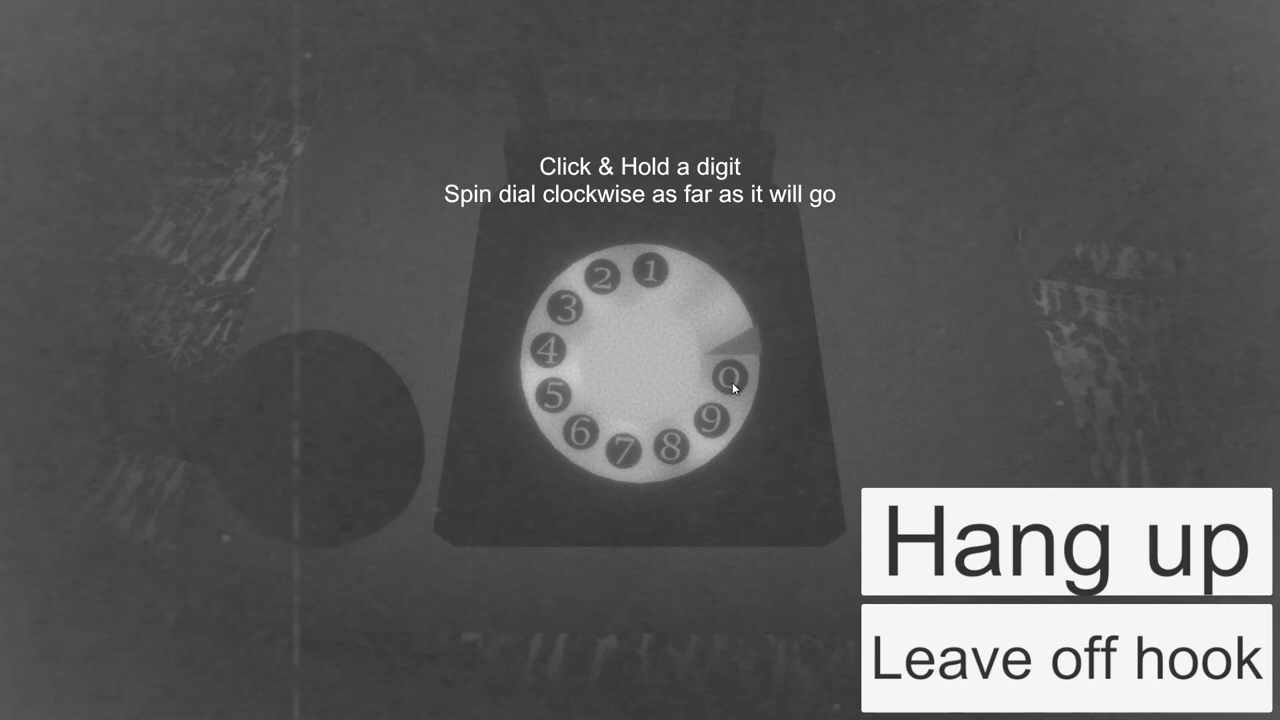 Click & Hold a digit
Spin dial clockwise as far as it will go
1
2
3
4
5
6
7
8
9
0
Hang up
Leave off hook